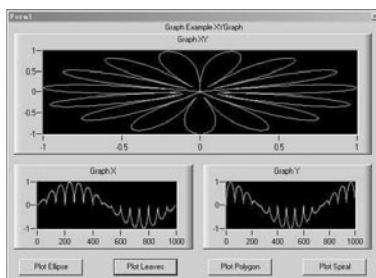 Form1
Graph Example XYGraph
Graph XY
1
0.5
0.0
-0.5
-1
-1 -0.5 0 0.5 1
Graph X
1
0
-1
0 200 400 600 800 1000
Graph Y
1
0
-1
0 200 400 600 800 1000
Plot Ellipse Plot Leaves Plot Polygon Plot Speial